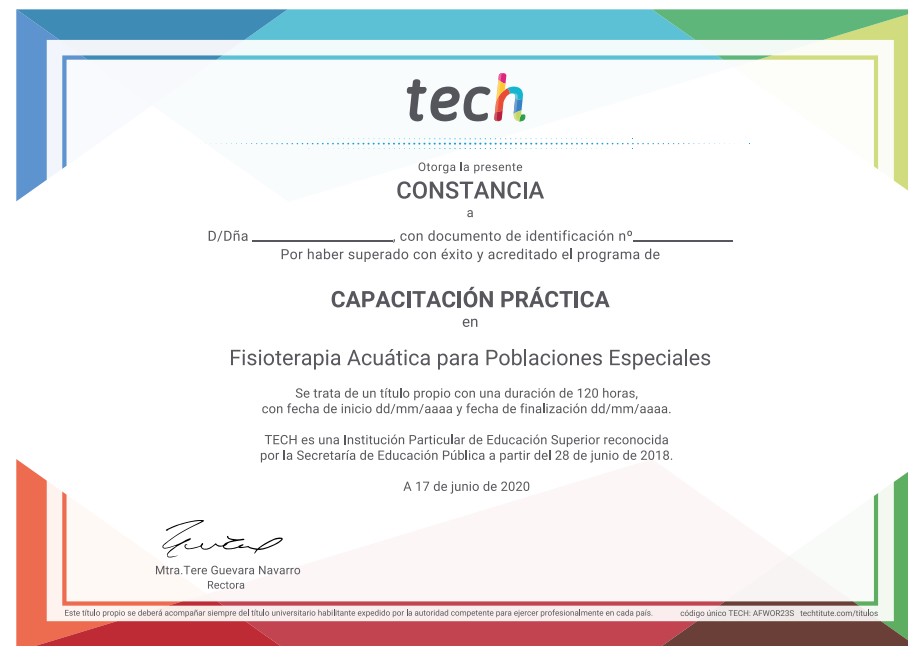 tech
Otorga la presente
CONSTANCIA
a
D/Dña ____________________, con documento de identificación nº______________
Por haber superado con éxito y acreditado el programa de
CAPACITACIÓN PRÁCTICA
en
Fisioterapia Acuática para Poblaciones Especiales
Se trata de un título propio con una duración de 120 horas,
con fecha de inicio dd/mm/aaaa y fecha de finalización dd/mm/aaaa.
TECH es una Institución Particular de Educación Superior reconocida
por la Secretaría de Educación Pública a partir del 28 de junio de 2018.
A 17 de junio de 2020
Mtra.Tere Guevara Navarro
Rectora
Este título propio se deberá acompañar siempre del título universitario habilitante expedido por la autoridad competente para ejercer profesionalmente en cada país. código único TECH: AFWOR23S techtitute.com/títulos